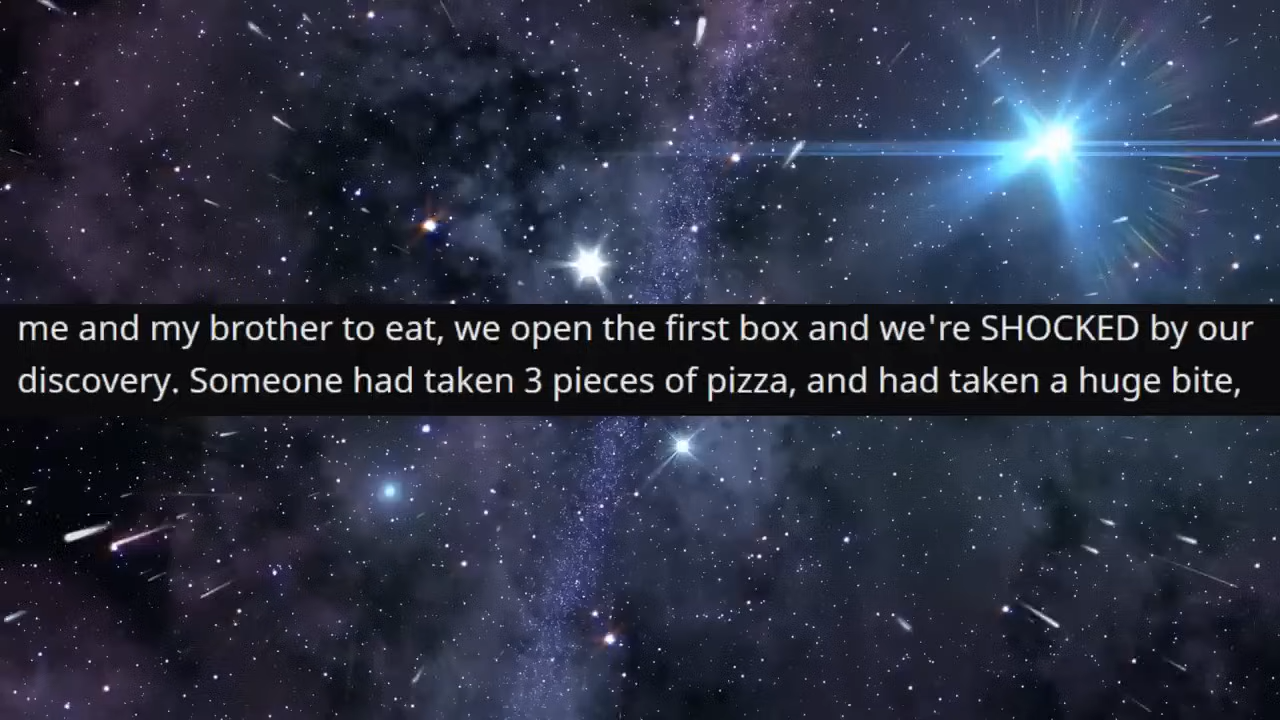 me and my brother to eat, we open the first box and we're SHOCKED by our
discovery. Someone had taken 3 pieces of pizza, and had taken a huge bite,